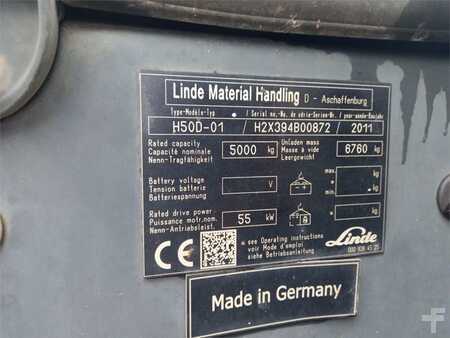 Linde Material Handling D - Aschaffenburg
Type-Modèle-Typ / Serial no.-no. de série-Serien-Nr. / year-année-Baujahr
H50D-01 / H2X394B00872 / 2011
Rated capacity
Capacité nominale
Nenn-Tragfähigkeit
5000 kg
Unladen mass
Masse à vide
Leergewicht
6760 kg
Battery voltage
Tension batterie
Batteriespannung
V
max kg
min kg
Rated drive power
Puissance motr.nom.
Nenn-Antriebsleist.
55 kW
kg
see Operating instructions
voir Mode d'emploi
siehe Betriebsanleitung
CE
Linde
Made in Germany